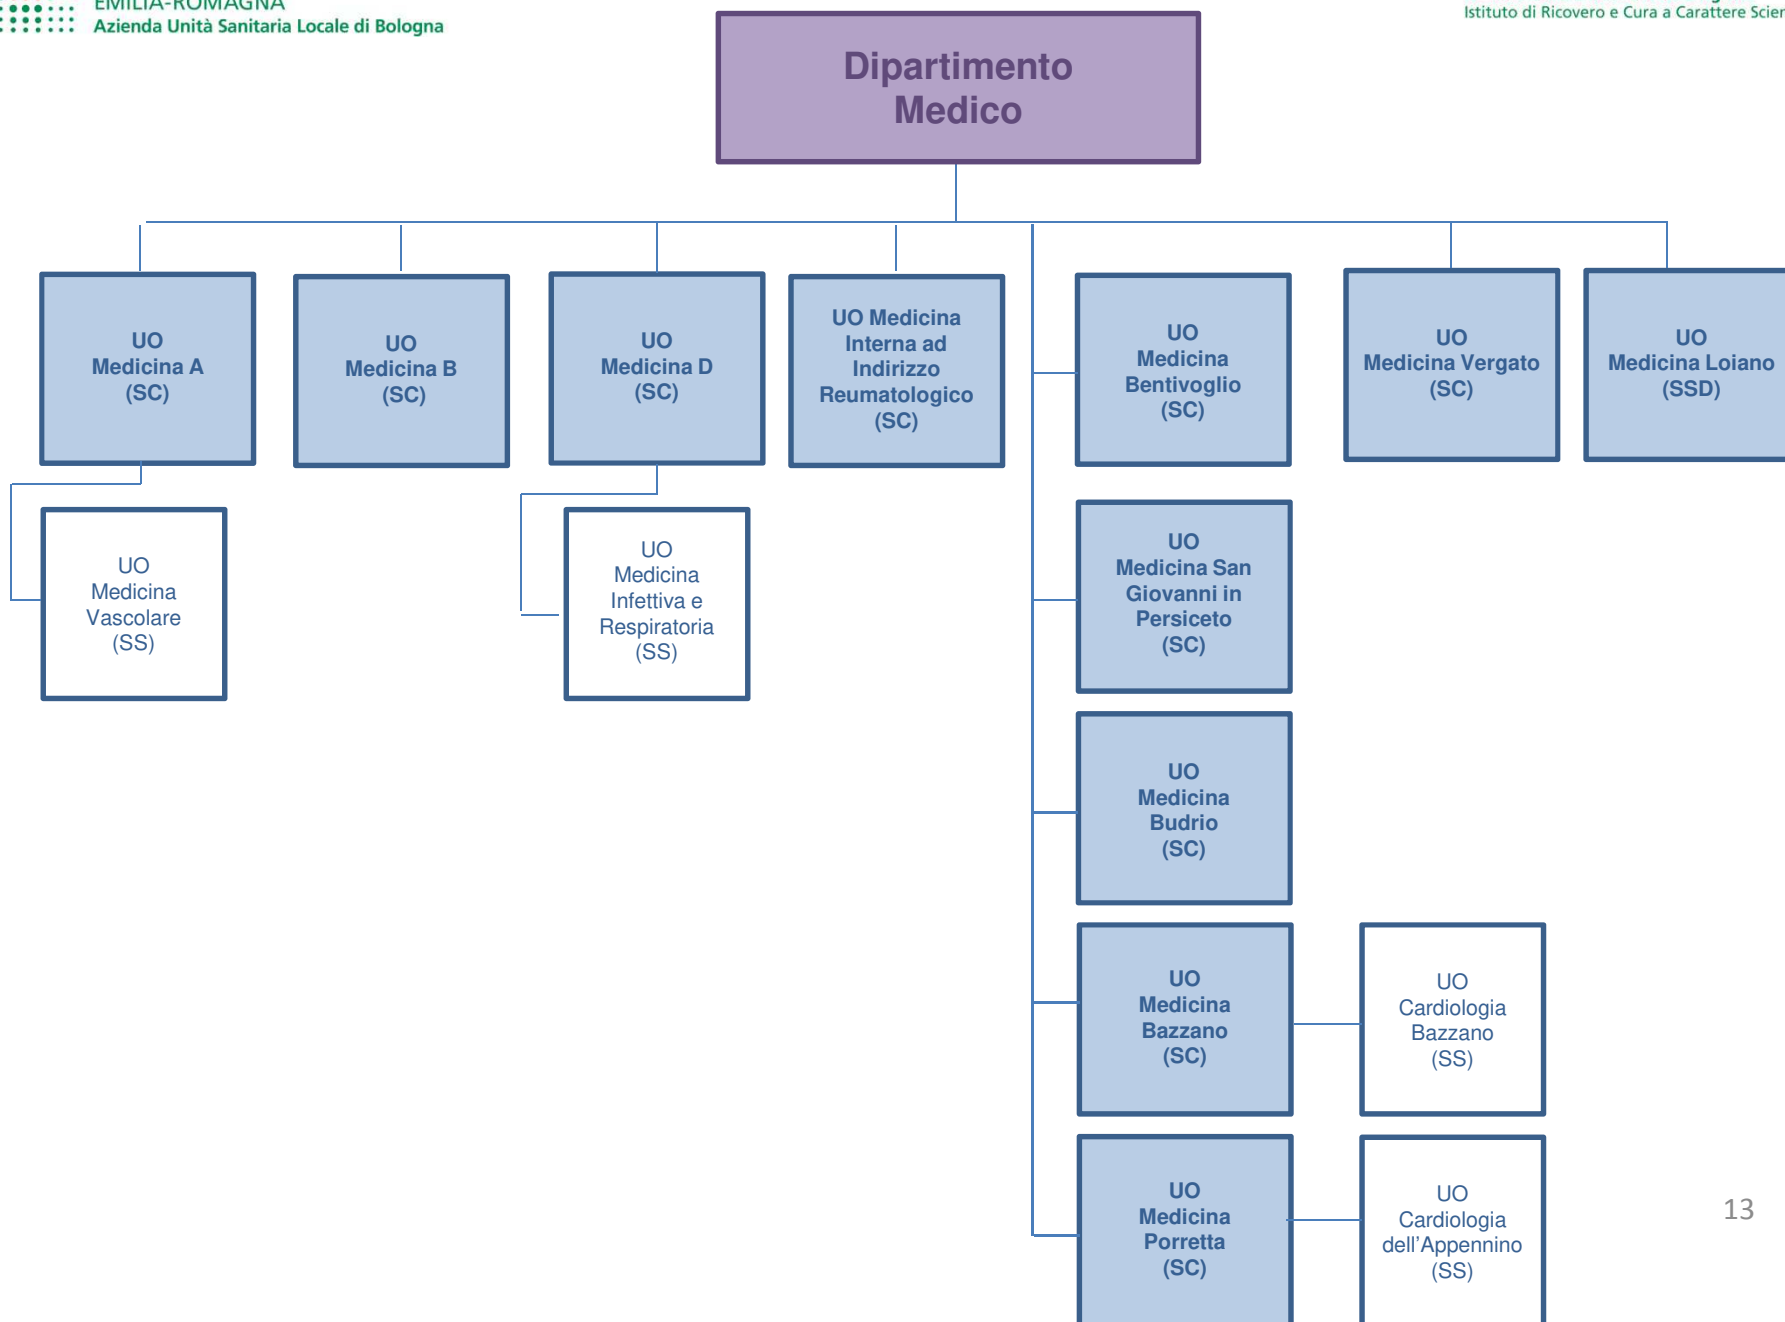 EMILIA-ROMAGNA
Azienda Unità Sanitaria Locale di Bologna
Istituto di Ricovero e Cura a Carattere
Dipartimento
Medico
UO
Medicina A
(SC)
UO
Medicina B
(SC)
UO
Medicina D
(SC)
UO Medicina
Interna ad
Indirizzo
Reumatologico
(SC)
UO
Medicina
Bentivoglio
(SC)
UO
Medicina Vergato
(SC)
UO
Medicina Loiano
(SSD)
UO
Medicina
Vascolare
(SS)
UO
Medicina
Infettiva e
Respiratoria
(SS)
UO
Medicina San
Giovanni in
Persiceto
(SC)
UO
Medicina
Budrio
(SC)
UO
Medicina
Bazzano
(SC)
UO
Cardiologia
Bazzano
(SS)
UO
Medicina
Porretta
(SC)
UO
Cardiologia
dell'Appennino
(SS)
13